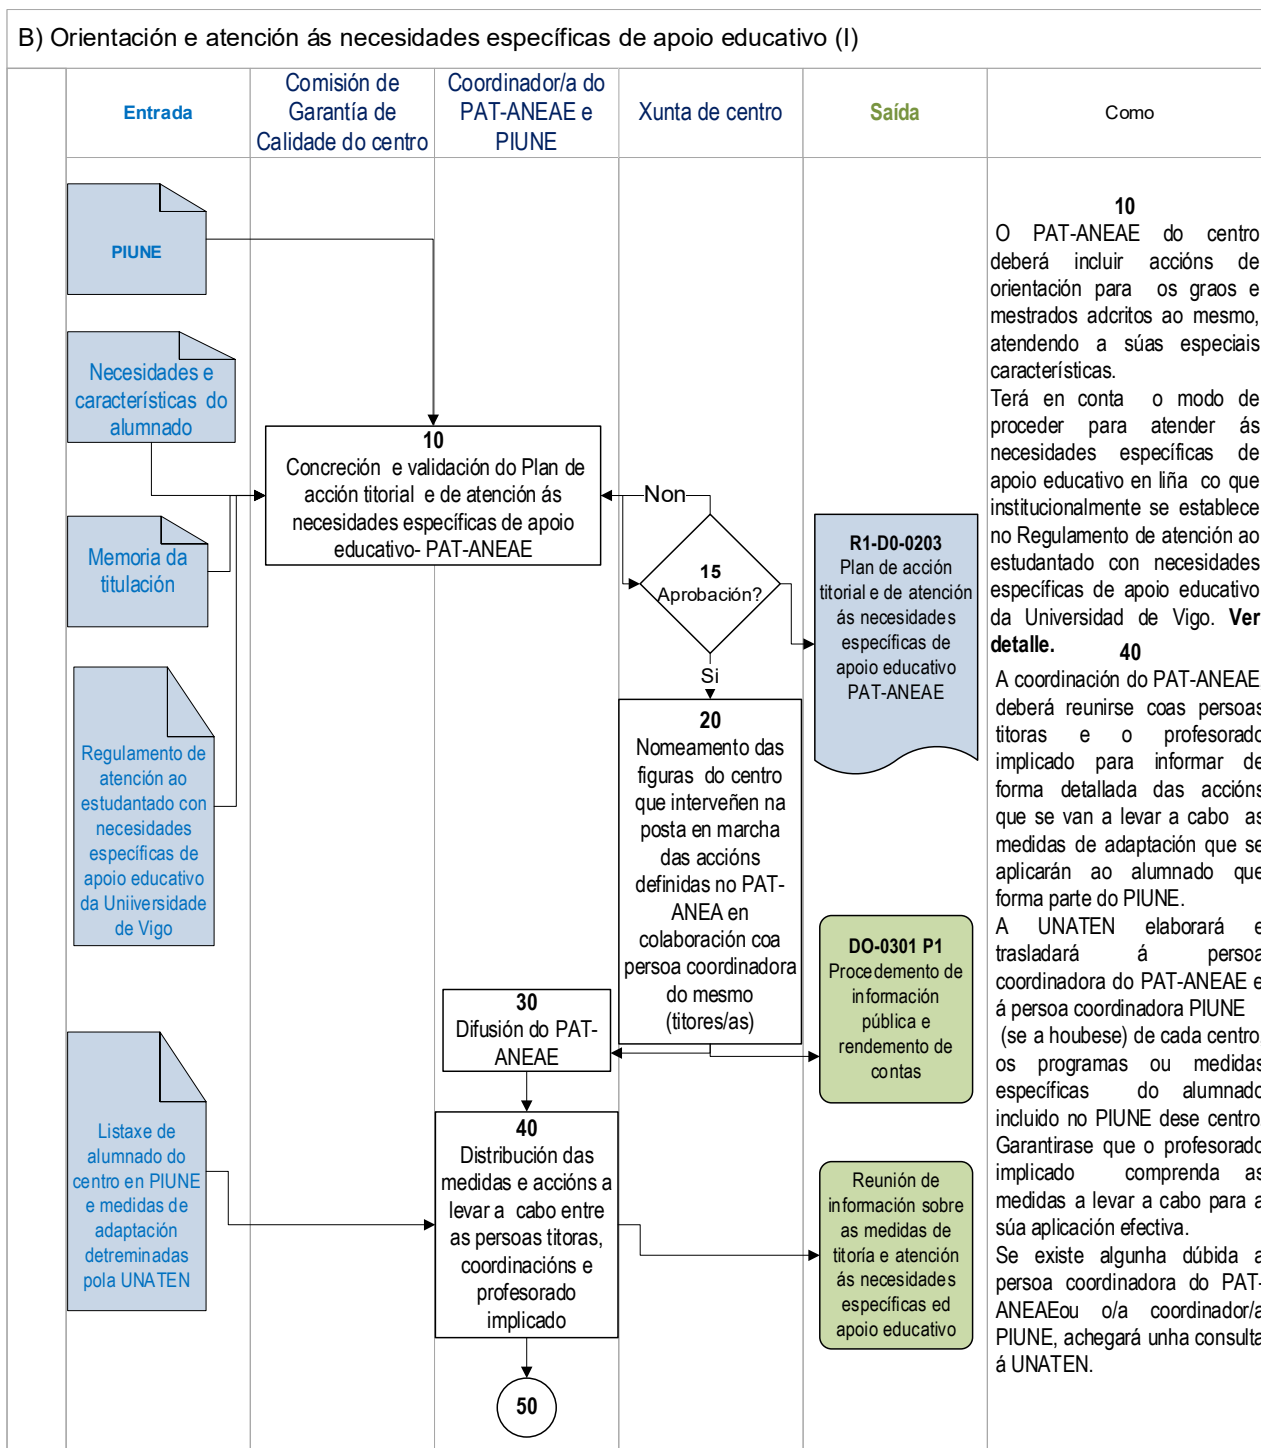 B) Orientación e atención ás necesidades específicas de apoio educativo (I)
Entrada
Comisión de
Garantía de
Calidade do centro
Coordinador/a do
PAT-ANEAE e
PIUNE
Xunta de centro
Saída
Como
PIUNE
Necesidades e
características do
alumnado
Memoria da
titulación
Regulamento de
atención ao
estudantado con
necesidades
específicas de
apoio educativo
da Uniiversidade
de Vigo
Listaxe de
alumnado do
centro en PIUNE
e medidas de
adaptación
detreminadas
pola UNATEN
10
Concreción e validación do Plan de
acción titorial e de atención ás
necesidades específicas de apoio
educativo- PAT-ANEAE
Non
15
Aprobación?
Si
20
Nomeamento das
figuras do centro
que interveñen na
posta en marcha
das accións
definidas no PAT-
ANEA en
colaboración coa
persoa coordinadora
do mesmo
(titores/as)
30
Difusión do PAT-
ANEAE
40
Distribución das
medidas e accións a
levar a cabo entre
as persoas titoras,
coordinacións e
profesorado
implicado
50
R1-D0-0203
Plan de acción
titorial e de atención
ás necesidades
específicas de
apoio educativo
PAT-ANEAE
DO-0301 P1
Procedemento de
información
pública e
rendemento de
contas
Reunión de
información sobre
as medidas de
titoría e atención
ás necesidades
específicas ed
apoio educativo
10
O PAT-ANEAE do centro
deberá incluir accións de
orientación para os graos e
mestrados adcritos ao mesmo,
atendendo a súas especiais
características.
Terá en conta o modo de
proceder para atender ás
necesidades específicas de
apoio educativo en liña co que
institucionalmente se establece
no Regulamento de atención ao
estudantado con necesidades
específicas de apoio educativo
da Universidad de Vigo. Ver
detalle.
40
A coordinación do PAT-ANEAE
deberá reunirse coas persoas
titoras e o profesorado
implicado para informar de
forma detallada das accións
que se van a levar a cabo as
medidas de adaptación que se
aplicarán ao alumnado que
forma parte do PIUNE.
A UNATEN elaborará e
trasladará á persoa
coordinadora do PAT-ANEAE e
á persoa coordinadora PIUNE
(se a houbese) de cada centro
os programas ou medidas
específicas do alumnado
incluido no PIUNE dese centro.
Garantirase que o profesorado
implicado comprenda as
medidas a levar a cabo para a
súa aplicación efectiva.
Se existe algunha dúbida a
persoa coordinadora do PAT-
ANEAEou o/a coordinador/a
PIUNE, achegará unha consulta
á UNATEN.